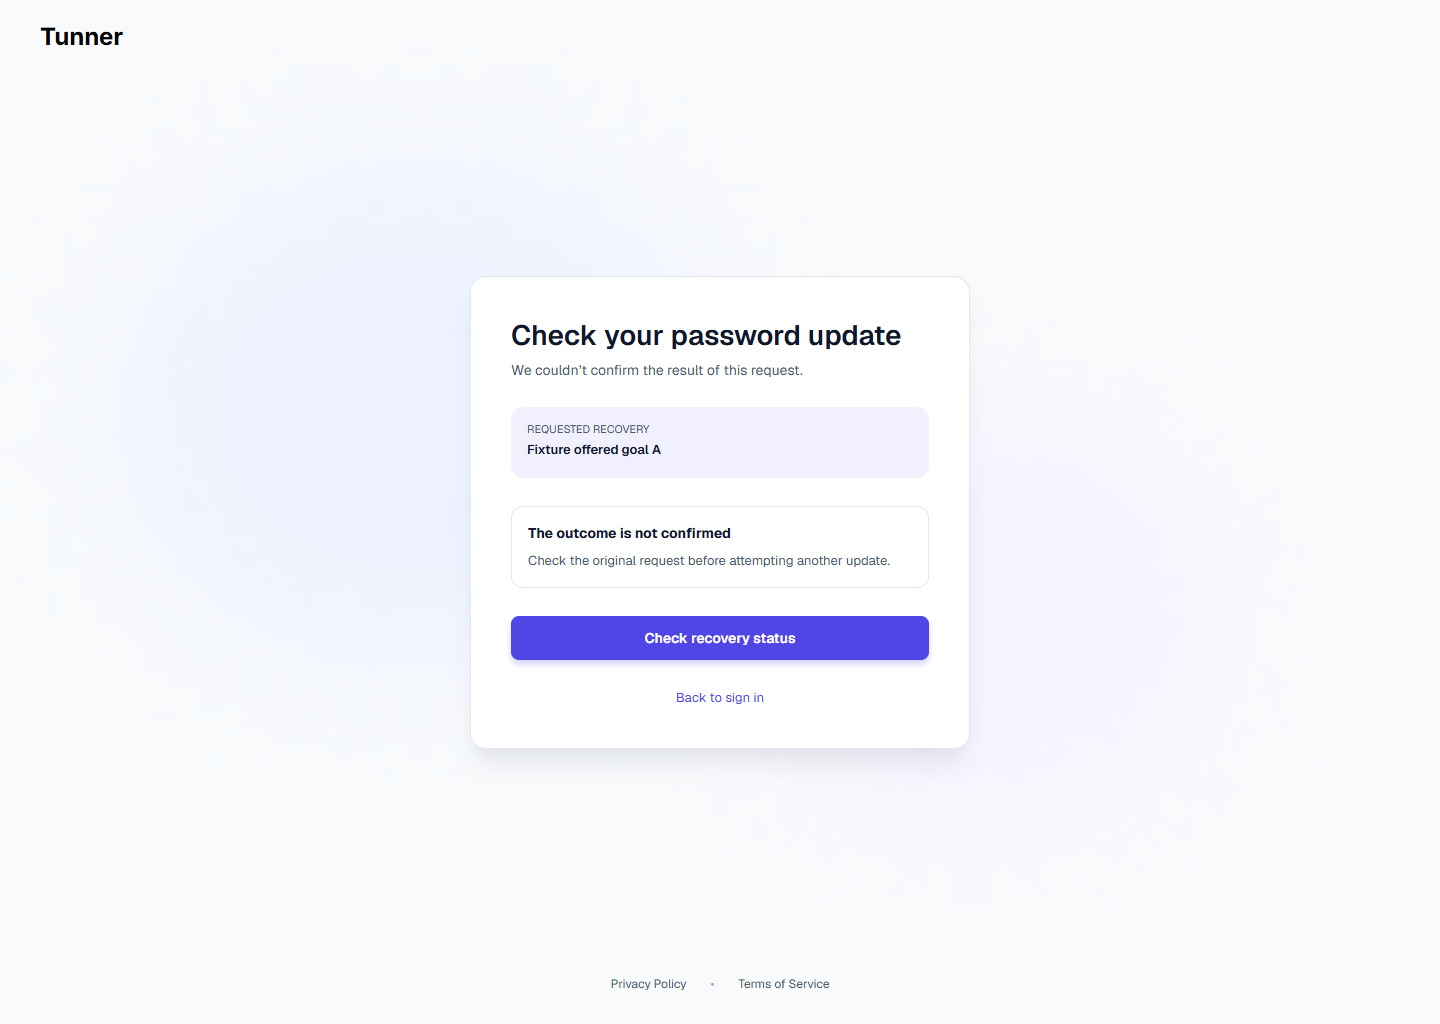 Tunner
Check your password update
We couldn't confirm the result of this request.
REQUESTED RECOVERY
Fixture offered goal A
The outcome is not confirmed
Check the original request before attempting another update.
Check recovery status
Back to sign in
Privacy Policy • Terms of Service